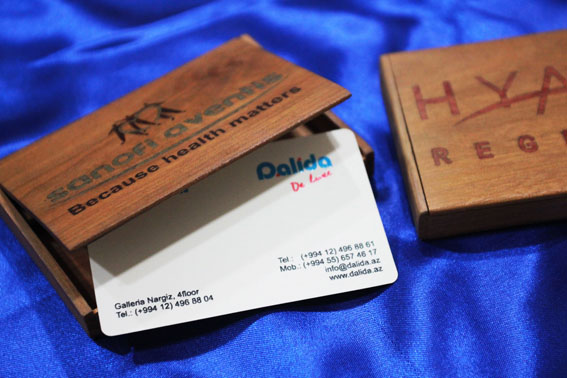 sanofi aventis
Because health matters
Dalida
De Luxe
Galleria Nargiz, 4floor
Tel.: (+994 12) 496 88 04
Tel.: (+994 12) 496 88 61
Mob.: (+994 55) 657 46 17
info@dalida.az
www.dalida.az
HYA
REG